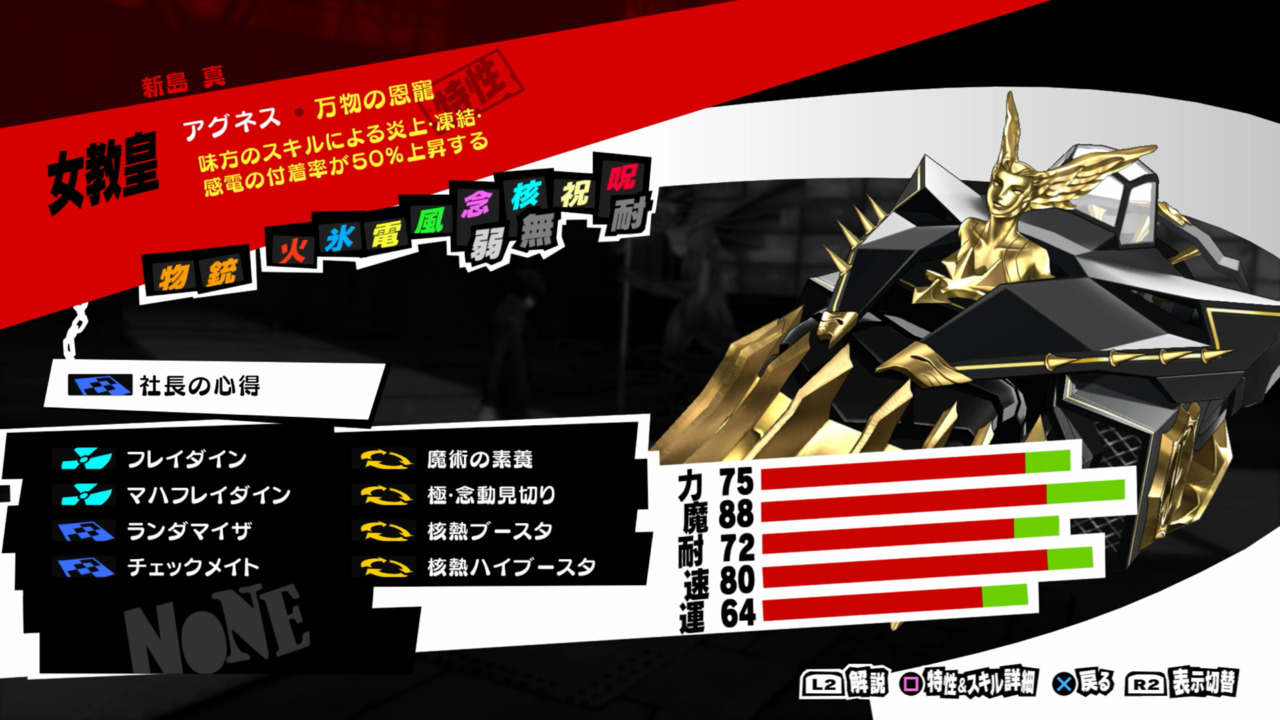 新島 真
女教皇
アグネス・万物の恩寵
特性
味方のスキルによる炎上・凍結・
感電の付着率が50%上昇する
物 銃 火 氷 電 風 念 核 祝 呪
弱 無 耐
社長の心得
フレイダイン
マハフレイダイン
ランダマイザ
チェックメイト
NONE
魔術の素養
極・念動見切り
核熱ブースタ
核熱ハイブースタ
力 75
魔 88
耐 72
速 80
運 64
L2 解説 特性&スキル詳細 戻る R2 表示切替